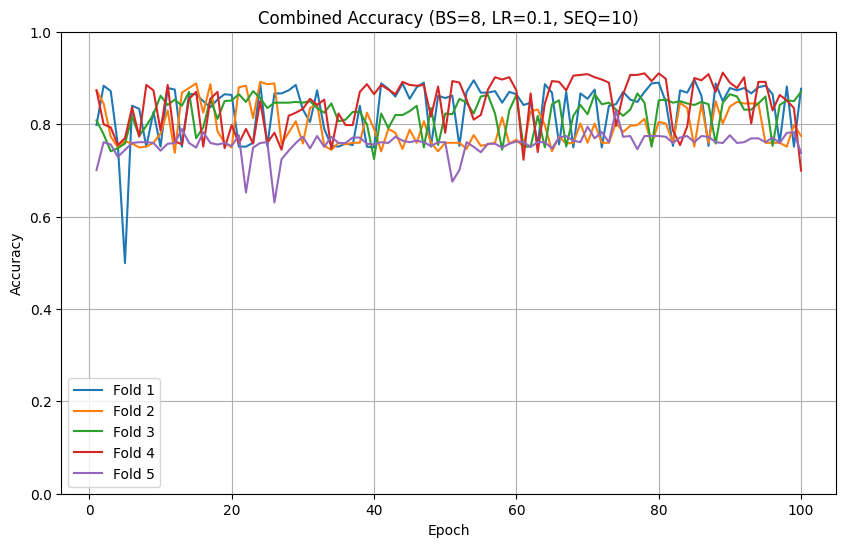 Combined Accuracy (BS=8, LR=0.1, SEQ=10)
1.0
0.8
0.6
0.4
0.2
0.0
Accuracy
Fold 1
Fold 2
Fold 3
Fold 4
Fold 5
0 20 40 60 80 100
Epoch